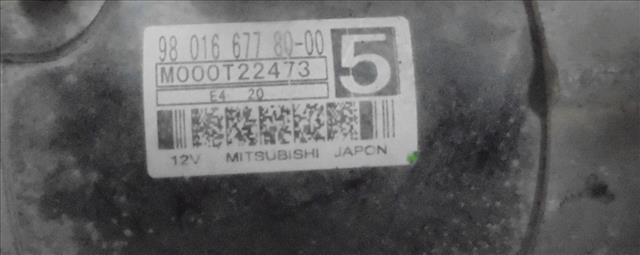 98 016 677 80-00
M000T22473
5
E4 20
12V MITSUBISHI JAPON